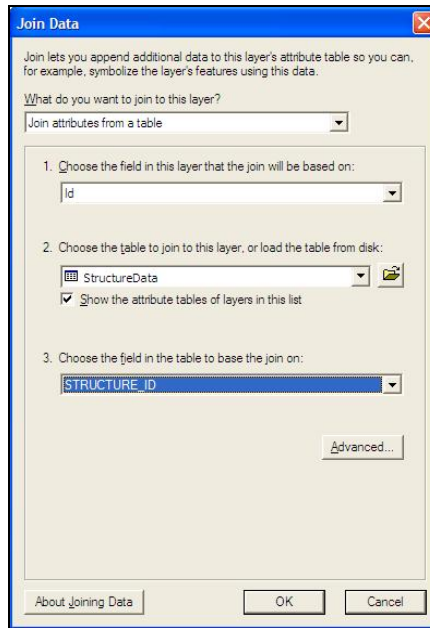 Join Data
Join lets you append additional data to this layer's attribute table so you can,
for example, symbolize the layer's features using this data.
What do you want to join to this layer?
Join attributes from a table
1. Choose the field in this layer that the join will be based on:
Id
2. Choose the table to join to this layer, or load the table from disk:
StructureData
Show the attribute tables of layers in this list
3. Choose the field in the table to base the join on:
STRUCTURE_ID
Advanced...
About Joining Data OK Cancel